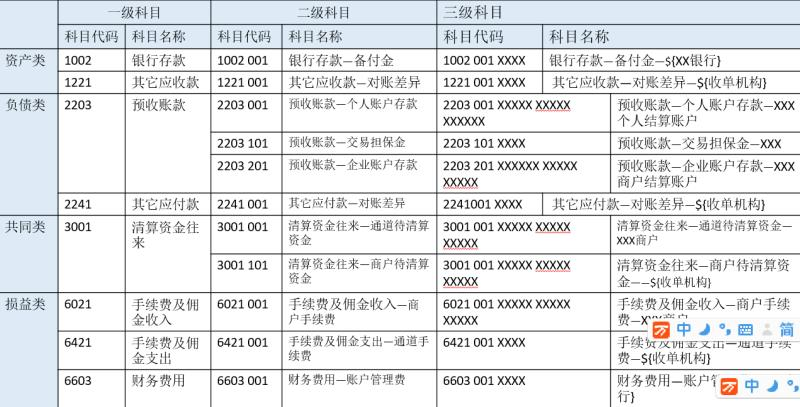 一级科目 二级科目 三级科目
科目代码 科目名称 科目代码 科目名称 科目代码 科目名称
资产类 1002 银行存款 1002 001 银行存款—备付金 1002 001 XXXX 银行存款—备付金—${XX银行}
1221 其它应收款 1221 001 其它应收款—对账差异 1221 001 XXXX 其它应收款—对账差异—${收单机构}
负债类 2203 预收账款 2203 001 预收账款—个人账户存款 2203 001 XXXXX XXXXX 预收账款—个人账户存款—XXX
XXXXXX 个人结算账户
2203 101 预收账款—交易担保金 2203 101 XXXX 预收账款—交易担保金—XXX
2203 201 预收账款—企业账户存款 2203 201 XXXXXX XXXXX 预收账款—企业账户存款—XXX
XXXXX 商户结算账户
2241 其它应付款 2241 001 其它应付款—对账差异 2241001 XXXX 其它应付款—对账差异—${收单机构}
共同类 3001 清算资金往 3001 001 清算资金往来—通道待清算 3001 001 XXXXX XXXXX 清算资金往来—通道待清算资金—
来 资金 XXXXX XXX商户
3001 101 清算资金往来—商户待清算 3001 001 XXXXX XXXXX 清算资金往来—商户待清算资
资金 XXXXX 金—–${收单机构}
损益类 6021 手续费及佣 6021 001 手续费及佣金收入—商 6021 001 XXXXX XXXXX 手续费及佣金收入—商户手续
金收入 户手续费 XXXXX 费—XXX商户
6421 手续费及佣 6421 001 手续费及佣金支出—通道手 6421 001 XXXX 手续费及佣金支出—通道手续
金支出 续费 费—${收单机构}
6603 财务费用 6603 001 财务费用—账户管理费 6603 001 XXXX 财务费用—账户管
行}
中 简
中